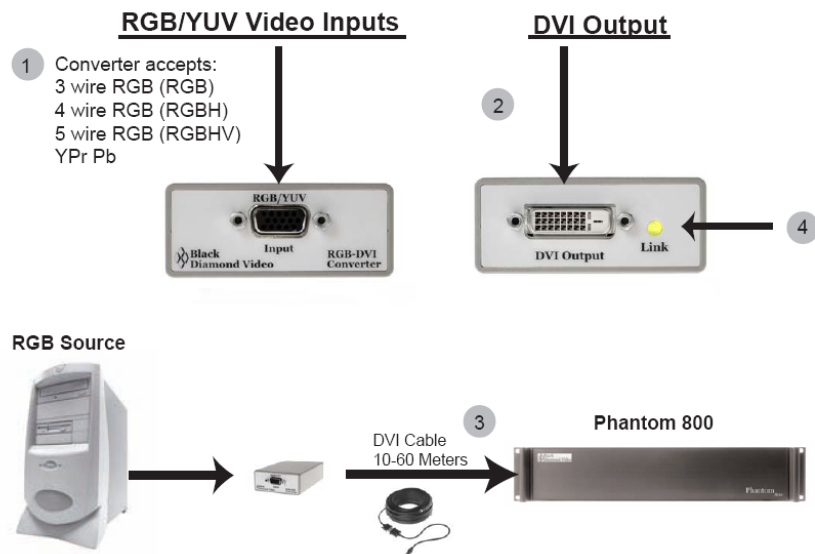 RGB/YUV Video Inputs
DVI Output
1
Converter accepts:
3 wire RGB (RGB)
4 wire RGB (RGBH)
5 wire RGB (RGBHV)
YPr Pb
2
RGB/YUV
Input
Black
Diamond Video
RGB-DVI
Converter
DVI Output
Link
4
RGB Source
DVI Cable
10-60 Meters
3
Phantom 800
Phantom